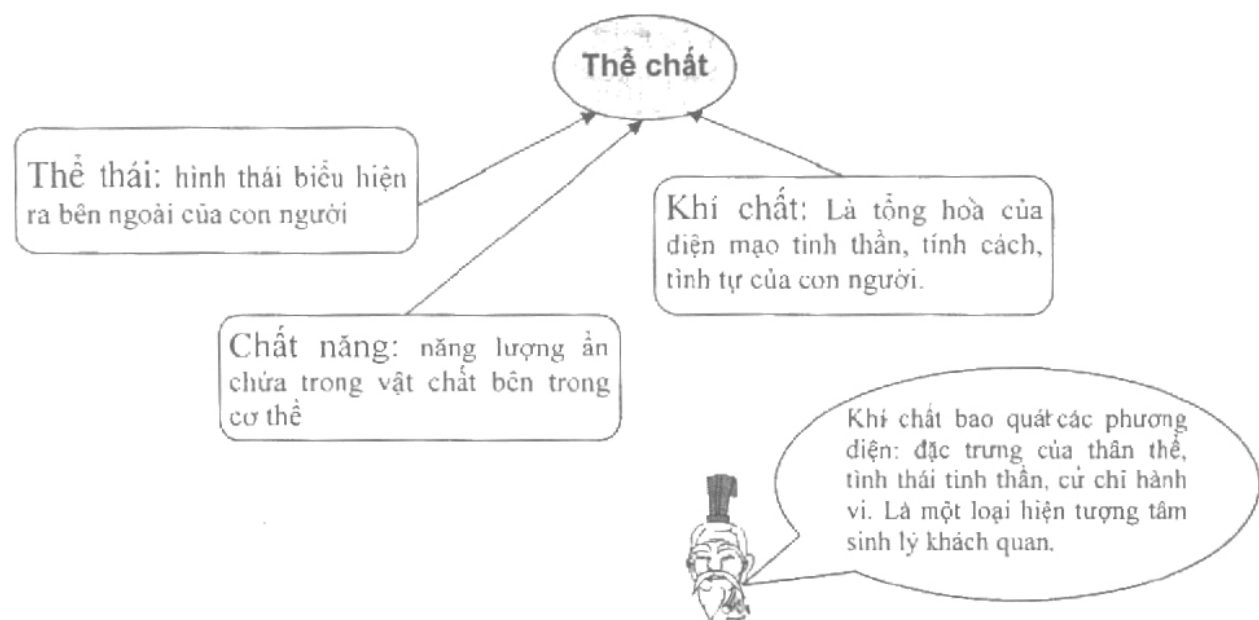 Thể chất
Thể thái: hình thái biểu hiện
ra bên ngoài của con người
Khí chất: Là tổng hoà của
diện mạo tinh thần, tính cách,
tình tự của con người.
Chất năng: năng lượng ẩn
chứa trong vật chất bên trong
cơ thể
Khí chất bao quát các phương
diện: đặc trưng của thân thể,
tình thái tinh thần, cử chỉ hành
vi. Là một loại hiện tượng tâm
sinh lý khách quan.